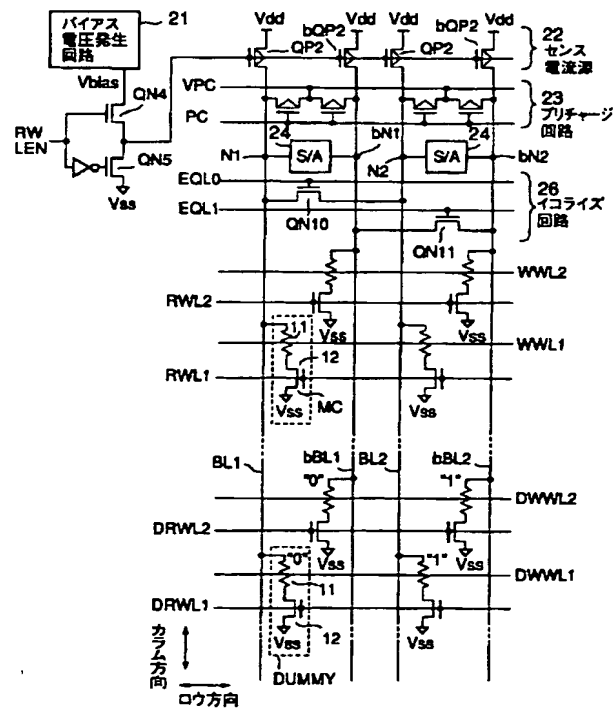 バイアス
電圧発生
回路
21
Vbias
QN4
RW
LEN
QN5
Vss
Vdd
bQP2
Vdd
QP2
Vdd
bQP2
Vdd
QP2
22
センス
電流源
VPC
23
プリチャージ
回路
PC
24
24
N1
S/A
bN1
N2
S/A
bN2
EQL0
EQL1
QN10
QN11
26
イコライズ
回路
WWL2
RWL2
Vss
Vss
11
WWL1
12
RWL1
Vss
MC
Vss
BL1
bBL1
BL2
bBL2
"0"
"1"
DWWL2
DRWL2
Vss
Vss
"0"
"1"
DWWL1
11
DRWL1
Vss
12
Vss
カラム方向
ロウ方向
DUMMY